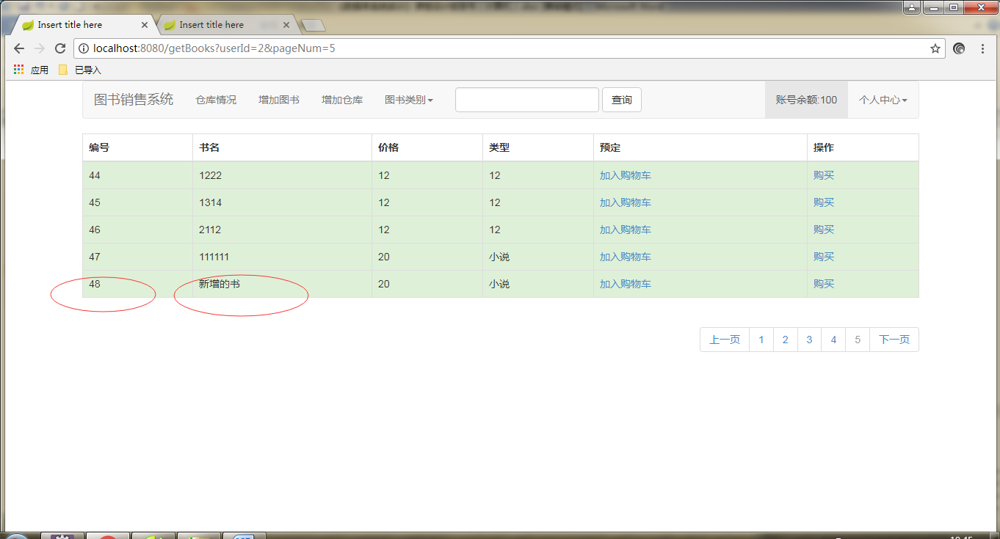 Insert title here
Insert title here
localhost:8080/getBooks?userId=2&pageNum=5
应用 已导入
图书销售系统 仓库情况 增加图书 增加仓库 图书类别 查询 账号余额:100 个人中心
编号 书名 价格 类型 预定 操作
44 1222 12 12 加入购物车 购买
45 1314 12 12 加入购物车 购买
46 2112 12 12 加入购物车 购买
47 111111 20 小说 加入购物车 购买
48 新增的书 20 小说 加入购物车 购买
上一页 1 2 3 4 5 下一页